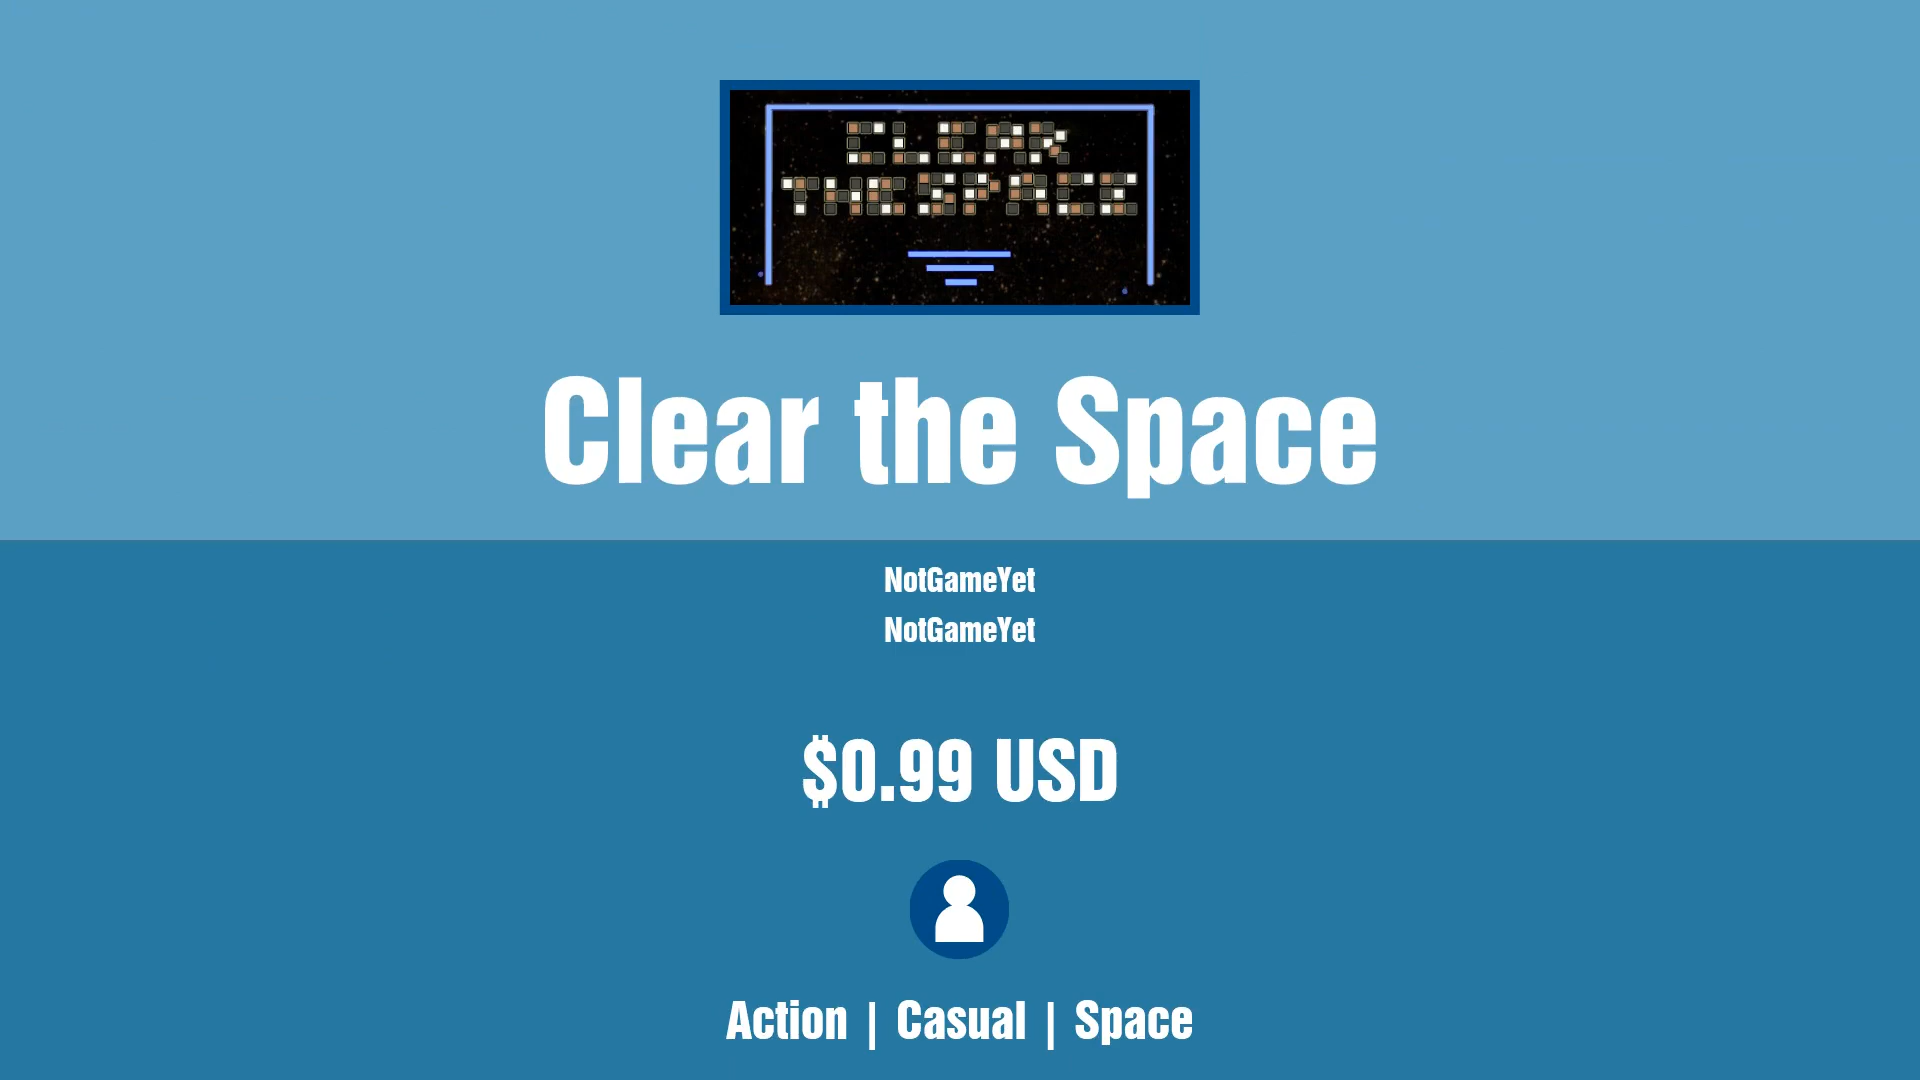 CLEAR
THE SPACE
Clear the Space
NotGameYet
NotGameYet
$0.99 USD
Action | Casual | Space